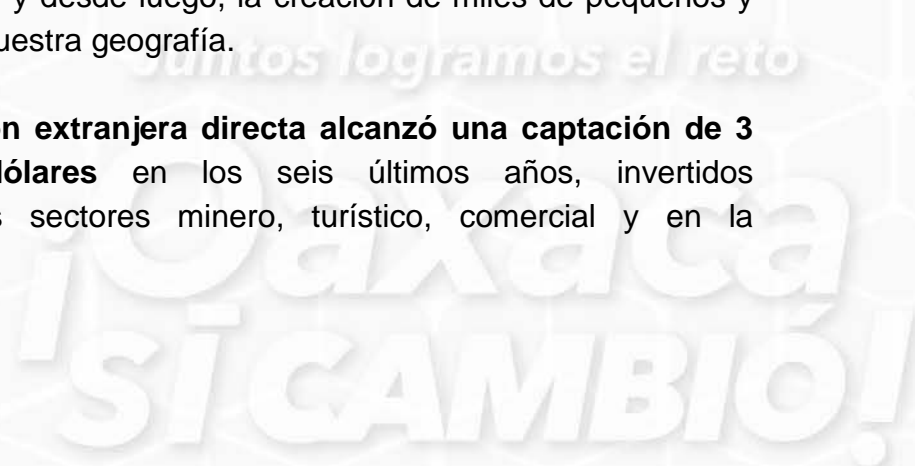 y desde luego, la creación de miles de pequeños y
uestra geografía.
Juntos logramos el reto
n extranjera directa alcanzó una captación de 3
dólares en los seis últimos años, invertidos
s sectores minero, turístico, comercial y en la
¡Oaxaca
SÍ CAMBIÓ!